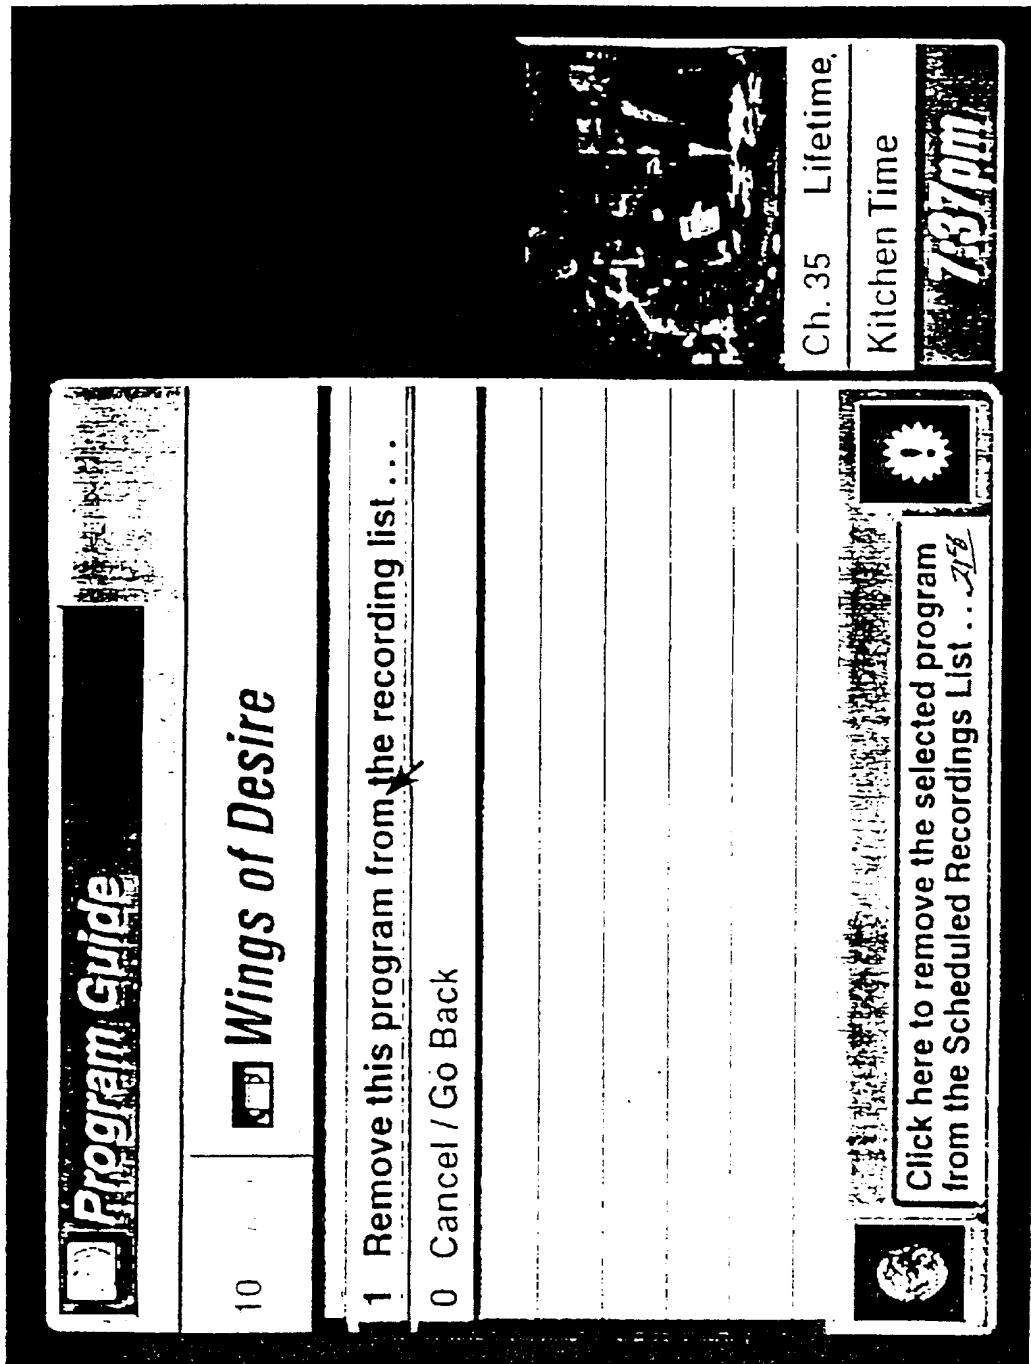 Program Guide
10 Wings of Desire
1 Remove this program from the recording list...
0 Cancel / Go Back
Click here to remove the selected program
from the Scheduled Recordings List...
Ch. 35 Lifetime
Kitchen Time
7:37pm